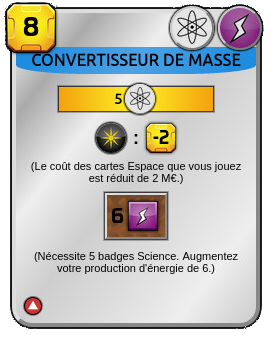 8
CONVERTISSEUR DE MASSE
5
: -2
(Le coût des cartes Espace que vous jouez
est réduit de 2 M€.)
6
(Nécessite 5 badges Science. Augmentez
votre production d'énergie de 6.)